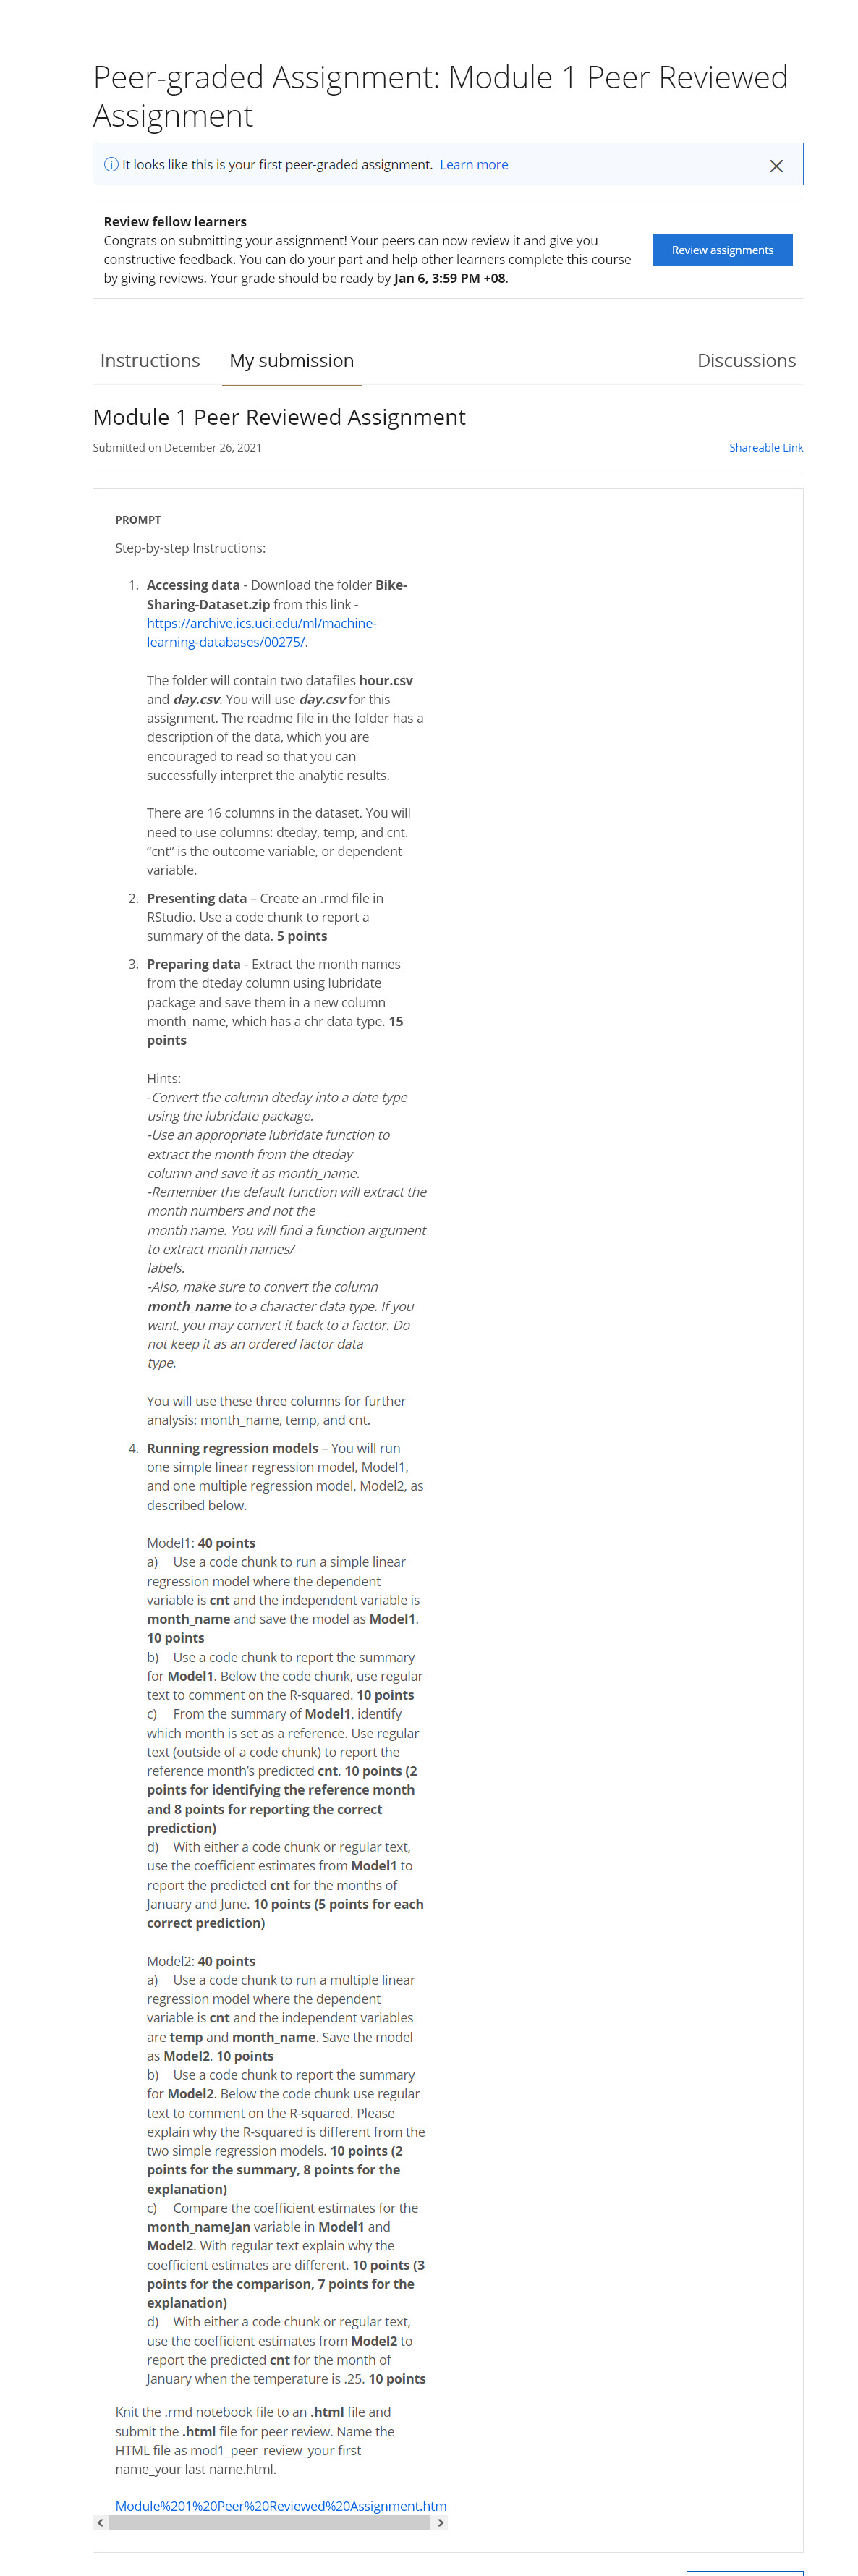 Peer-graded Assignment: Module 1 Peer Reviewed
Assignment
It looks like this is your first peer-graded assignment. Learn more
Review fellow learners
Congrats on submitting your assignment! Your peers can now review it and give you
constructive feedback. You can do your part and help other learners complete this course
by giving reviews. Your grade should be ready by Jan 6, 3:59 PM +08.
Review assignments
Instructions
My submission
Discussions
Module 1 Peer Reviewed Assignment
Submitted on December 26, 2021
Shareable Link
PROMPT
Step-by-step Instructions:
1. Accessing data - Download the folder Bike-
Sharing-Dataset.zip from this link -
https://archive.ics.uci.edu/ml/machine-
learning-databases/00275/.
The folder will contain two datafiles hour.csv
and day.csv. You will use day.csv for this
assignment. The readme file in the folder has a
description of the data, which you are
encouraged to read so that you can
successfully interpret the analytic results.
There are 16 columns in the dataset. You will
need to use columns: dteday, temp, and cnt.
“cnt” is the outcome variable, or dependent
variable.
2. Presenting data – Create an .rmd file in
RStudio. Use a code chunk to report a
summary of the data. 5 points
3. Preparing data - Extract the month names
from the dteday column using lubridate
package and save them in a new column
month_name, which has a chr data type. 15
points
Hints:
-Convert the column dteday into a date type
using the lubridate package.
-Use an appropriate lubridate function to
extract the month from the dteday
column and save it as month_name.
-Remember the default function will extract the
month numbers and not the
month name. You will find a function argument
to extract month names/
labels.
-Also, make sure to convert the column
month_name to a character data type. If you
want, you may convert it back to a factor. Do
not keep it as an ordered factor data
type.
You will use these three columns for further
analysis: month_name, temp, and cnt.
4. Running regression models – You will run
one simple linear regression model, Model1,
and one multiple regression model, Model2, as
described below.
Model1: 40 points
a) Use a code chunk to run a simple linear
regression model where the dependent
variable is cnt and the independent variable is
month_name and save the model as Model1.
10 points
b) Use a code chunk to report the summary
for Model1. Below the code chunk, use regular
text to comment on the R-squared. 10 points
c) From the summary of Model1, identify
which month is set as a reference. Use regular
text (outside of a code chunk) to report the
reference month’s predicted cnt. 10 points (2
points for identifying the reference month
and 8 points for reporting the correct
prediction)
d) With either a code chunk or regular text,
use the coefficient estimates from Model1 to
report the predicted cnt for the months of
January and June. 10 points (5 points for each
correct prediction)
Model2: 40 points
a) Use a code chunk to run a multiple linear
regression model where the dependent
variable is cnt and the independent variables
are temp and month_name. Save the model
as Model2. 10 points
b) Use a code chunk to report the summary
for Model2. Below the code chunk use regular
text to comment on the R-squared. Please
explain why the R-squared is different from the
two simple regression models. 10 points (2
points for the summary, 8 points for the
explanation)
c) Compare the coefficient estimates for the
month_nameJan variable in Model1 and
Model2. With regular text explain why the
coefficient estimates are different. 10 points (3
points for the comparison, 7 points for the
explanation)
d) With either a code chunk or regular text,
use the coefficient estimates from Model2 to
report the predicted cnt for the month of
January when the temperature is .25. 10 points
Knit the .rmd notebook file to an .html file and
submit the .html file for peer review. Name the
HTML file as mod1_peer_review_your first
name_your last name.html.
Module%201%20Peer%20Reviewed%20Assignment.htm